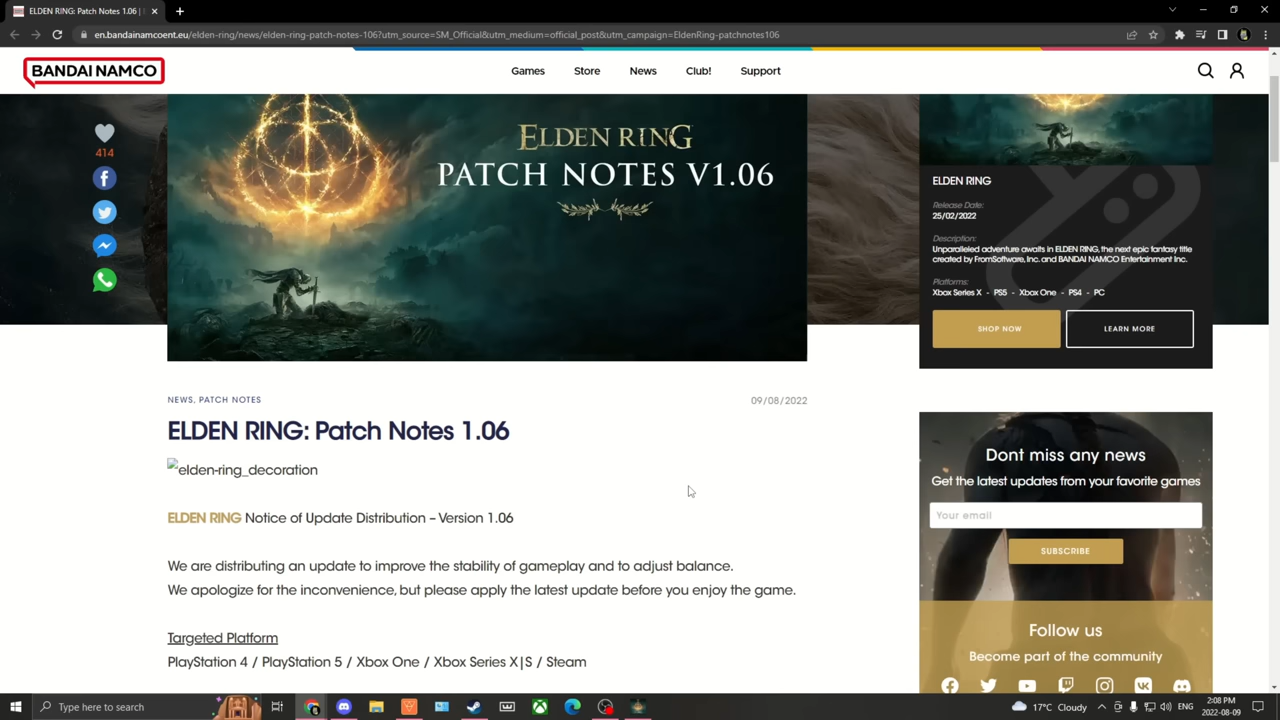 ELDEN RING: Patch Notes 1.06 |
en.bandainamcoent.eu/elden-ring/news/elden-ring-patch-notes-106?utm_source=SM_Official&utm_medium=official_post&utm_campaign=EldenRing-patchnotes106
BANDAI NAMCO
Games
Store
News
Club!
Support
414
ELDEN RING
PATCH NOTES V1.06
ELDEN RING
Release Date:
25/02/2022
Description:
Unparalleled adventure awaits in ELDEN RING, the next epic fantasy title
created by FromSoftware, Inc. and BANDAI NAMCO Entertainment Inc.
Platforms:
Xbox Series X - PS5 - Xbox One - PS4 - PC
SHOP NOW
LEARN MORE
NEWS, PATCH NOTES
09/08/2022
ELDEN RING: Patch Notes 1.06
elden-ring_decoration
ELDEN RING Notice of Update Distribution – Version 1.06
We are distributing an update to improve the stability of gameplay and to adjust balance.
We apologize for the inconvenience, but please apply the latest update before you enjoy the game.
Targeted Platform
PlayStation 4 / PlayStation 5 / Xbox One / Xbox Series X|S / Steam
Dont miss any news
Get the latest updates from your favorite games
Your email
SUBSCRIBE
Follow us
Become part of the community
Type here to search
17°C Cloudy
ENG
2:08 PM
2022-08-09